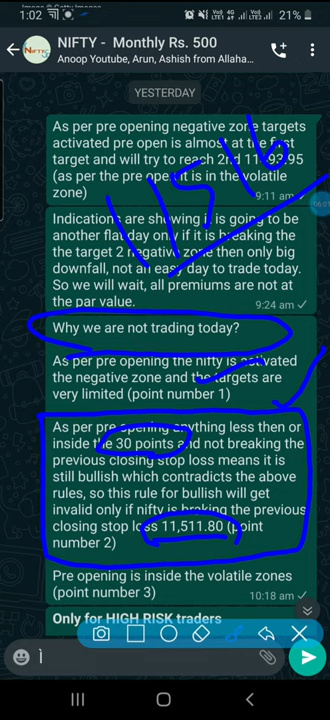 1:02
21%
NIFTY - Monthly Rs. 500
Anoop Youtube, Arun, Ashish from Allaha...
YESTERDAY
As per pre opening negative zone targets
activated pre open is almost at the first
target and will try to reach 2nd
(as per the pre open it is in the volatile
zone)
9:11 am
Indications are showing it is going to be
another flat day only if it is breaking the
the target 2 negative zone then only big
downfall, not an easy day to trade today.
So we will wait, all premiums are not at
the par value.
9:24 am
Why we are not trading today?
As per pre opening the nifty is activated
the negative zone and the targets are
very limited (point number 1)
As per pre opening anything less then or
inside the 30 points and not breaking the
previous closing stop loss means it is
still bullish which contradicts the above
rules, so this rule for bullish will get
invalid only if nifty is braking the previous
closing stop loss 11,511.80 (point
number 2)
Pre opening is inside the volatile zones
(point number 3)
10:18 am
Only for HIGH RISK traders